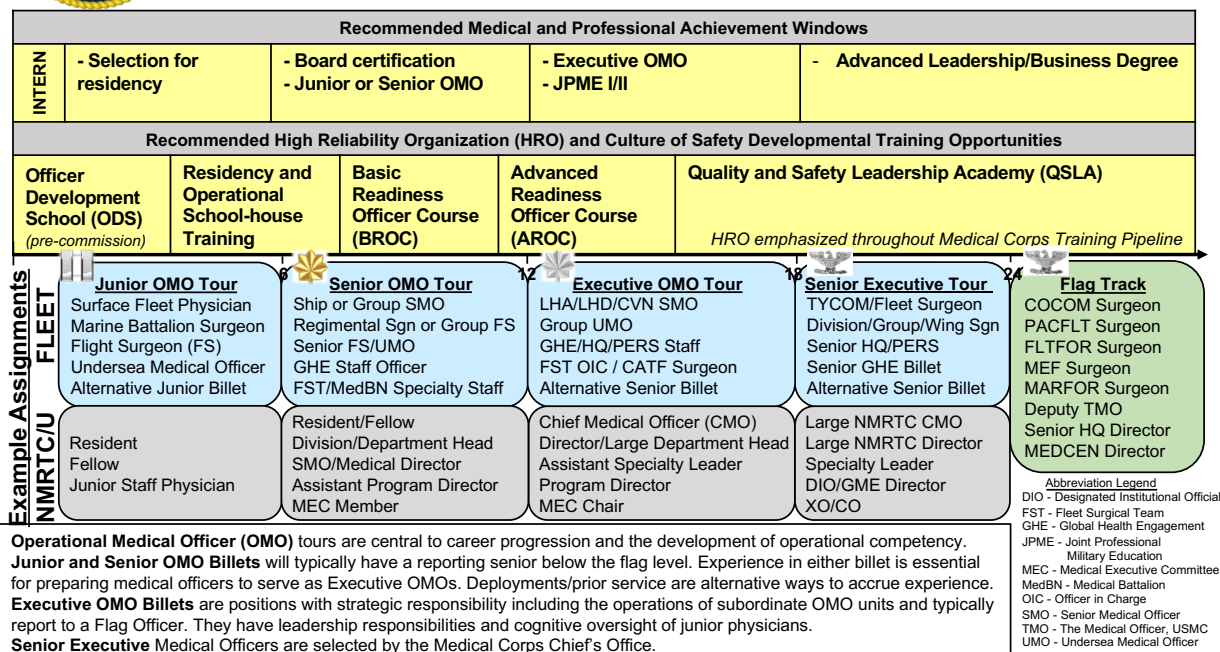 Recommended Medical and Professional Achievement Windows
INTERN
- Selection for
residency
- Board certification
- Junior or Senior OMO
- Executive OMO
- JPME I/II
- Advanced Leadership/Business Degree
Recommended High Reliability Organization (HRO) and Culture of Safety Developmental Training Opportunities
Officer
Development
School (ODS)
(pre-commission)
Residency and
Operational
School-house
Training
Basic
Readiness
Officer Course
(BROC)
Advanced
Readiness
Officer Course
(AROC)
Quality and Safety Leadership Academy (QSLA)
HRO emphasized throughout Medical Corps Training Pipeline
6
12
18
24
Example Assignments
FLEET
Junior OMO Tour
Surface Fleet Physician
Marine Battalion Surgeon
Flight Surgeon (FS)
Undersea Medical Officer
Alternative Junior Billet
Senior OMO Tour
Ship or Group SMO
Regimental Sgn or Group FS
Senior FS/UMO
GHE Staff Officer
FST/MedBN Specialty Staff
Executive OMO Tour
LHA/LHD/CVN SMO
Group UMO
GHE/HQ/PERS Staff
FST OIC / CATF Surgeon
Alternative Senior Billet
Senior Executive Tour
TYCOM/Fleet Surgeon
Division/Group/Wing Sgn
Senior HQ/PERS
Senior GHE Billet
Alternative Senior Billet
Flag Track
COCOM Surgeon
PACFLT Surgeon
FLTFOR Surgeon
MEF Surgeon
MARFOR Surgeon
Deputy TMO
Senior HQ Director
MEDCEN Director
NMRTC/U
Resident
Fellow
Junior Staff Physician
Resident/Fellow
Division/Department Head
SMO/Medical Director
Assistant Program Director
MEC Member
Chief Medical Officer (CMO)
Director/Large Department Head
Assistant Specialty Leader
Program Director
MEC Chair
Large NMRTC CMO
Large NMRTC Director
Specialty Leader
DIO/GME Director
XO/CO
Abbreviation Legend
DIO - Designated Institutional Official
FST - Fleet Surgical Team
GHE - Global Health Engagement
JPME - Joint Professional
Military Education
MEC - Medical Executive Committee
MedBN - Medical Battalion
OIC - Officer in Charge
SMO - Senior Medical Officer
TMO - The Medical Officer, USMC
UMO - Undersea Medical Officer
Operational Medical Officer (OMO) tours are central to career progression and the development of operational competency.
Junior and Senior OMO Billets will typically have a reporting senior below the flag level. Experience in either billet is essential
for preparing medical officers to serve as Executive OMOs. Deployments/prior service are alternative ways to accrue experience.
Executive OMO Billets are positions with strategic responsibility including the operations of subordinate OMO units and typically
report to a Flag Officer. They have leadership responsibilities and cognitive oversight of junior physicians.
Senior Executive Medical Officers are selected by the Medical Corps Chief's Office.